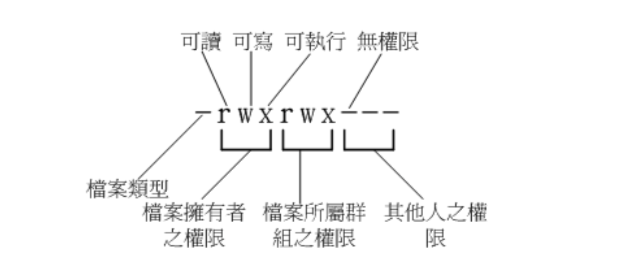 可讀 可寫 可執行 無權限
-rwxrwx---
檔案類型
檔案擁有者之權限
檔案所屬群組之權限
其他人之權限